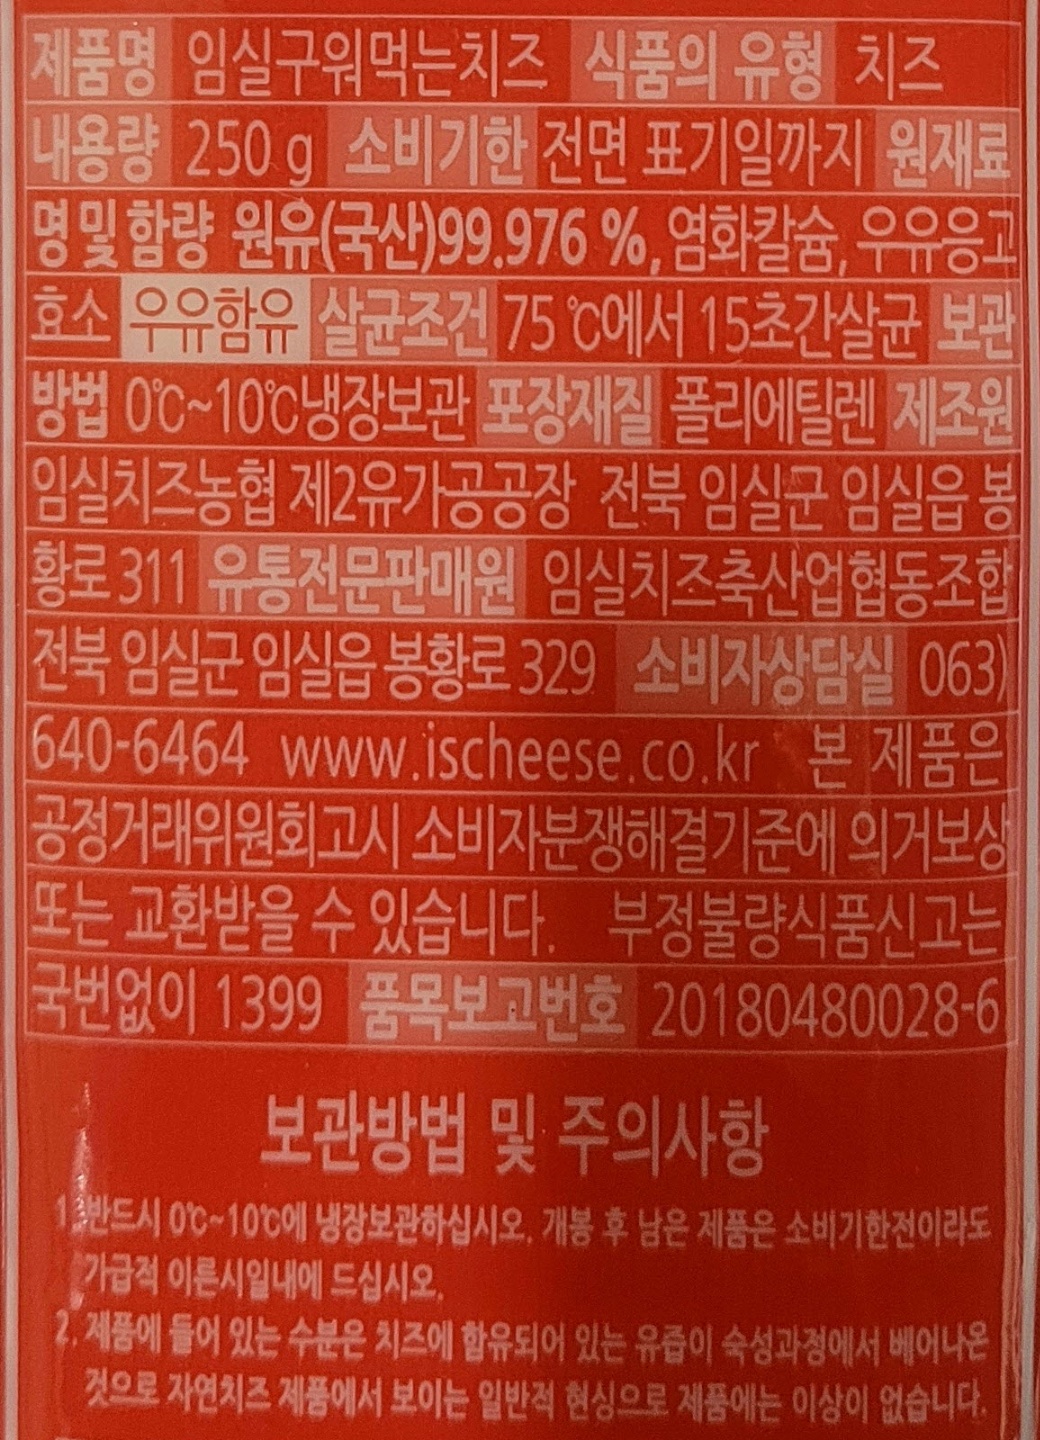 제품명 임실구워먹는치즈 식품의 유형 치즈
내용량 250 g 소비기한 전면 표기일까지 원재료
명 및 함량 원유(국산)99.976 %, 염화칼슘, 우유응고
효소 우유함유 살균조건 75 ℃에서 15초간살균 보관
방법 0℃~10℃냉장보관 포장재질 폴리에틸렌 제조원
임실치즈농협 제2유가공공장 전북 임실군 임실읍 봉
황로 311 유통전문판매원 임실치즈축산업협동조합
전북 임실군 임실읍 봉황로 329 소비자상담실 063)
640-6464 www.ischeese.co.kr 본 제품은
공정거래위원회고시 소비자분쟁해결기준에 의거보상
또는 교환받을 수 있습니다. 부정불량식품신고는
국번없이 1399 품목보고번호 20180480028-6
보관방법 및 주의사항
1. 반드시 0℃~10℃에 냉장보관하십시오. 개봉 후 남은 제품은 소비기한전이라도
가급적 이른시일내에 드십시오.
2. 제품에 들어 있는 수분은 치즈에 함유되어 있는 유즙이 숙성과정에서 베어나온
것으로 자연치즈 제품에서 보이는 일반적 현싱으로 제품에는 이상이 없습니다.